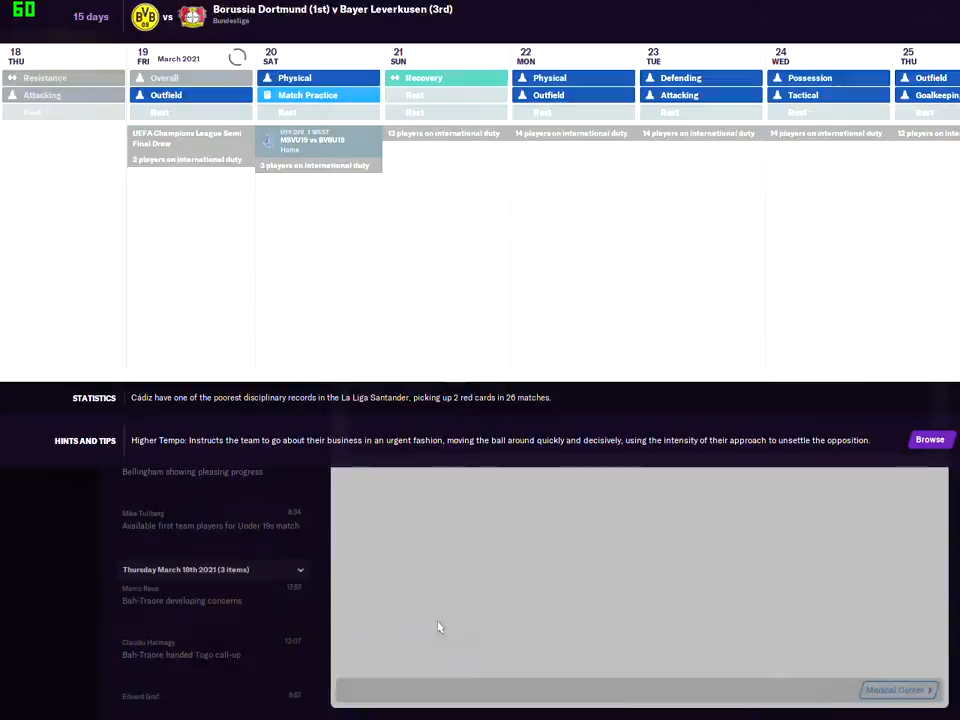 60
15 days
BVB 09
vs
Borussia Dortmund (1st) v Bayer Leverkusen (3rd)
Bundesliga
18 THU
19 FRI March 2021
20 SAT
21 SUN
22 MON
23 TUE
24 WED
25 THU
Resistance
Overall
Physical
Recovery
Physical
Defending
Possession
Outfield
Attacking
Outfield
Match Practice
Rest
Outfield
Attacking
Tactical
Goalkeepin
Rest
Rest
Rest
Rest
Rest
Rest
Rest
Rest
UEFA Champions League Semi
Final Draw
2 players on international duty
U19 DIV. 1 WEST
MSVU19 vs BVBU19
Home
3 players on international duty
13 players on international duty
14 players on international duty
14 players on international duty
14 players on international duty
12 players on inter
STATISTICS
Cádiz have one of the poorest disciplinary records in the La Liga Santander, picking up 2 red cards in 26 matches.
HINTS AND TIPS
Higher Tempo: Instructs the team to go about their business in an urgent fashion, moving the ball around quickly and decisively, using the intensity of their approach to unsettle the opposition.
Browse
Bellingham showing pleasing progress
Mike Tullberg 8:34
Available first team players for Under 19s match
Thursday March 18th 2021 (3 items)
Marco Reus 17:53
Bah-Traore developing concerns
Claudiu Halmagy 12:07
Bah-Traore handed Togo call-up
Eduard Graf 8:57
Medical Center